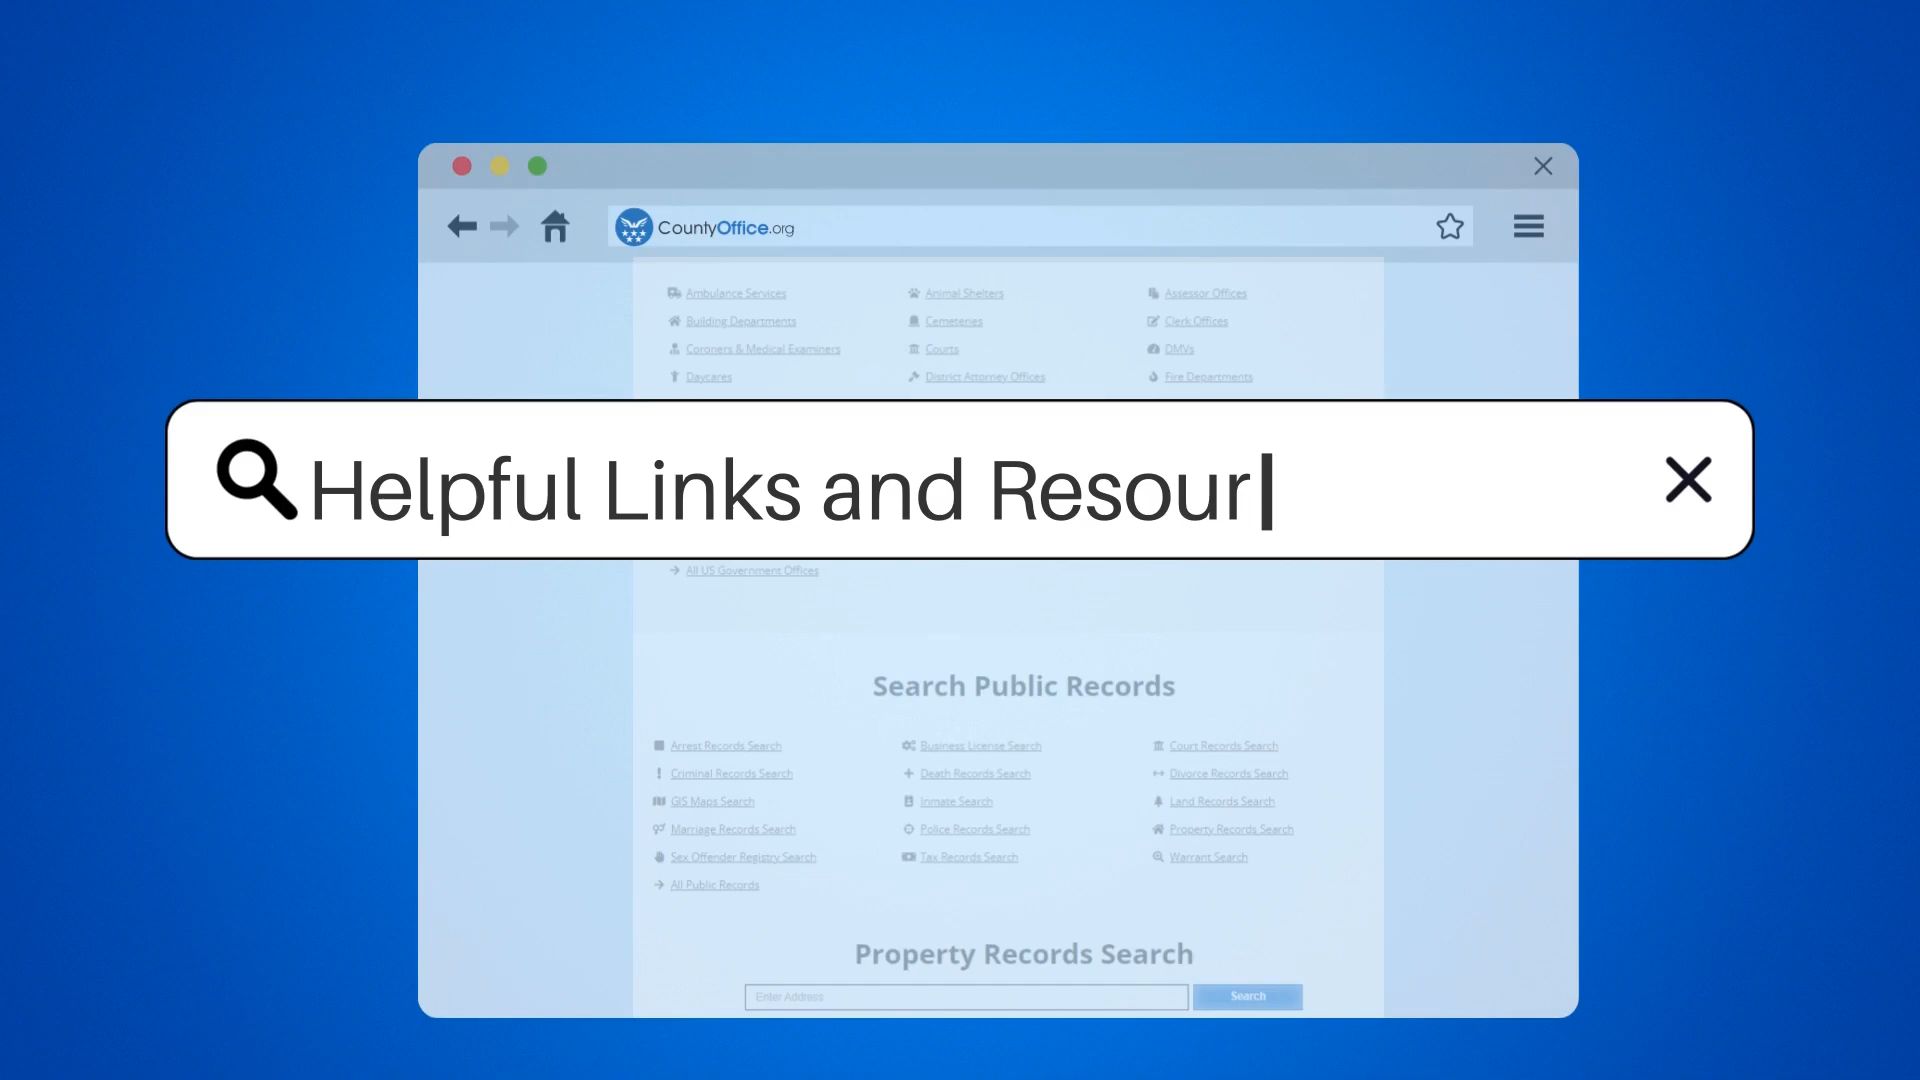 CountyOffice.org
Ambulance Services Animal Shelters Assessor Offices
Building Departments Cemeteries Clerk Offices
Coroners & Medical Examiners Courts DMVs
Daycares District Attorney Offices Fire Departments
Helpful Links and Resour
All US Government Offices
Search Public Records
Arrest Records Search Business License Search Court Records Search
Criminal Records Search Death Records Search Divorce Records Search
GIS Maps Search Inmate Search Land Records Search
Marriage Records Search Police Records Search Property Records Search
Sex Offender Registry Search Tax Records Search Warrant Search
All Public Records
Property Records Search
Enter Address Search